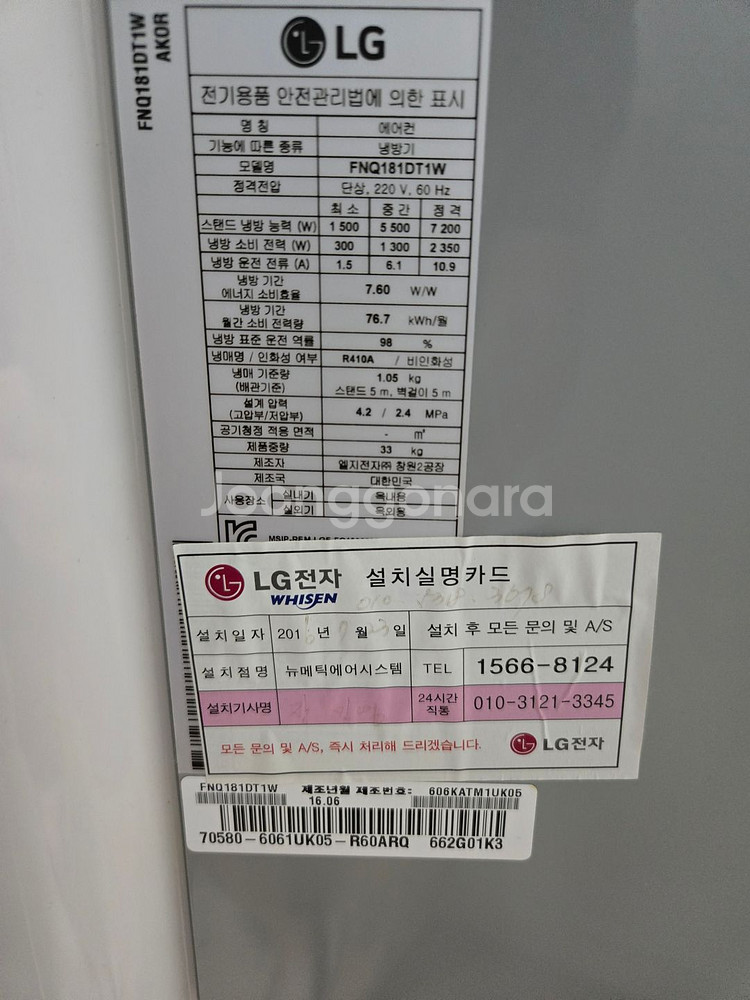 FNQ181DT1W
AKOR
LG
전기용품 안전관리법에 의한 표시
명 칭 에어컨
기능에 따른 종류 냉방기
모델명 FNQ181DT1W
정격전압 단상, 220 V, 60 Hz
최 소 중 간 정 격
스탠드 냉방 능력 (W) 1 500 5 500 7 200
냉방 소비 전력 (W) 300 1 300 2 350
냉방 운전 전류 (A) 1.5 6.1 10.9
냉방 기간
에너지 소비효율 7.60 W/W
냉방 기간
월간 소비 전력량 76.7 kWh/월
냉방 표준 운전 역률 98 %
냉매명 / 인화성 여부 R410A / 비인화성
냉매 기준량
(배관기준) 1.05 kg
스탠드 5 m, 벽걸이 5 m
설계 압력
(고압부/저압부) 4.2 / 2.4 MPa
공기청정 적용 면적 - ㎡
제품중량 33 kg
제조자 엘지전자㈜ 창원2공장
제조국 대한민국
사용장소 실내기 옥내용
실외기 옥외용
Joonggonara
LG전자 설치실명카드
WHISEN
설치일자 201 년 월 일 설치 후 모든 문의 및 A/S
설치점명 뉴메틱에어시스템 TEL 1566-8124
설치기사명 24시간
직통 010-3121-3345
모든 문의 및 A/S, 즉시 처리해 드리겠습니다. LG전자
FNQ181DT1W 제조년월 제조번호: 606KATM1UK05
16.06
70580-6061UK05-R60ARQ 662G01K3